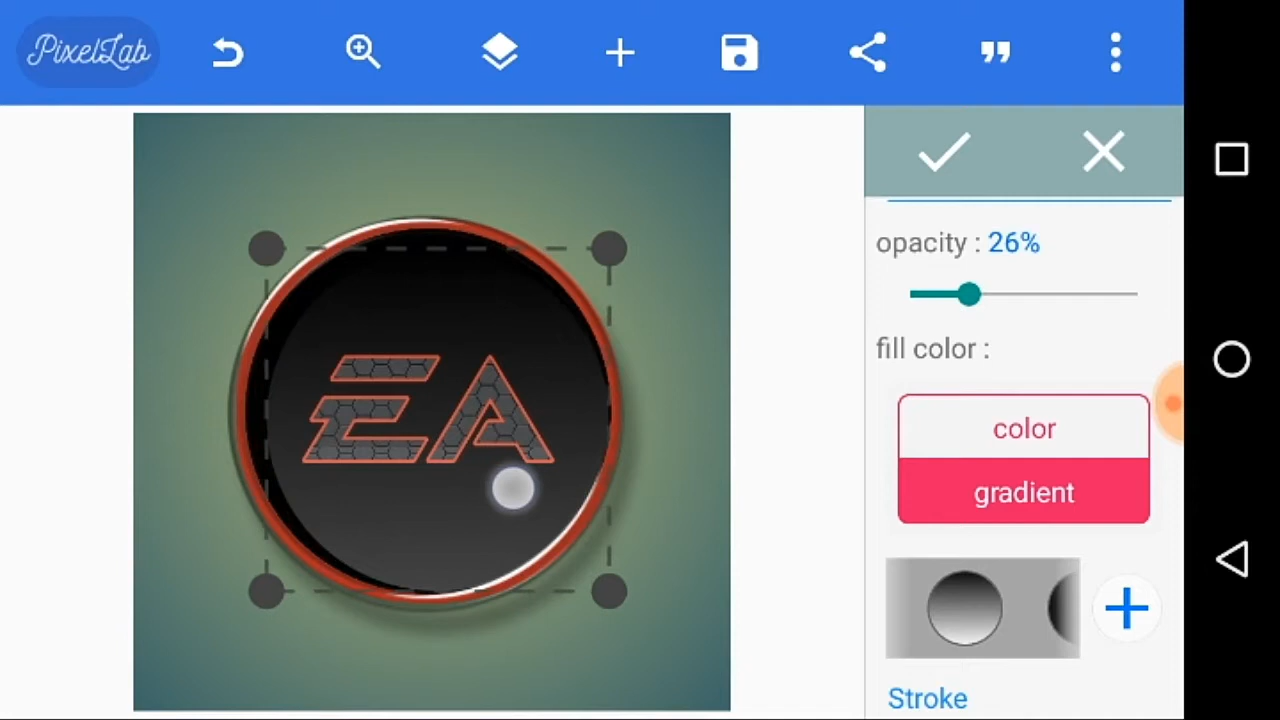 PixelLab
EA
opacity : 26%
fill color :
color
gradient
Stroke